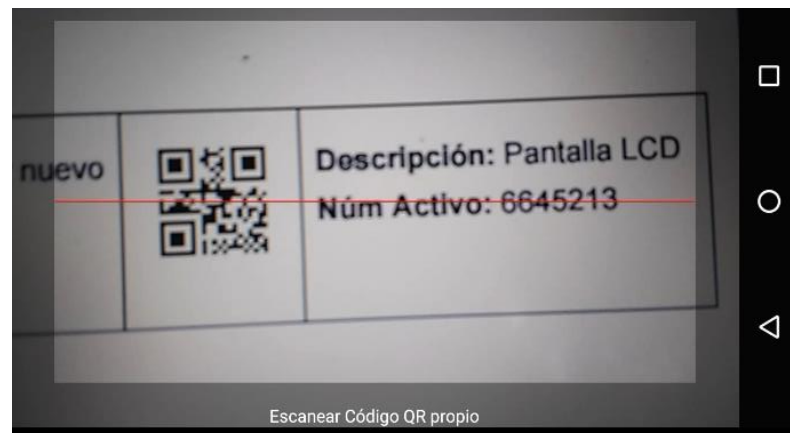 nuevo
Descripción: Pantalla LCD
Núm Activo: 6645213
Escanear Código QR propio